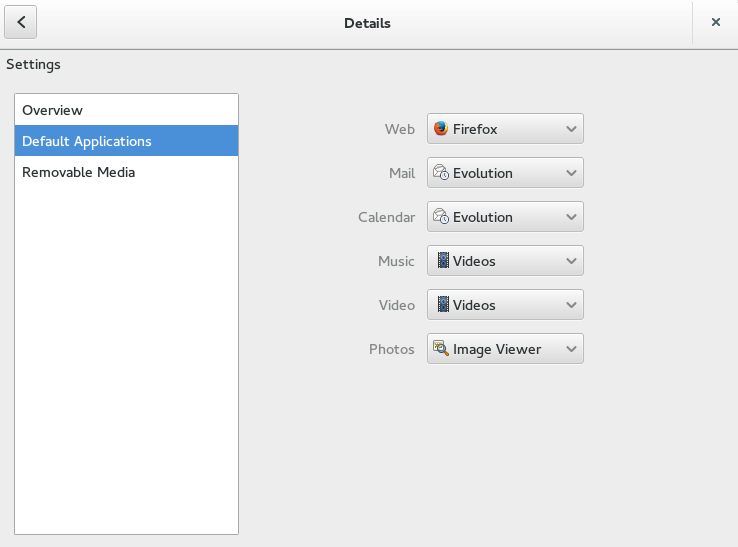 Details
Settings
Overview
Default Applications
Removable Media
Web Firefox
Mail Evolution
Calendar Evolution
Music Videos
Video Videos
Photos Image Viewer